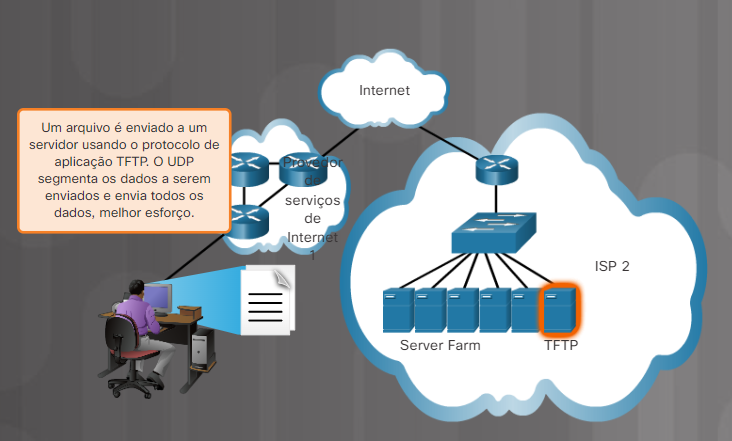 Internet
Um arquivo é enviado a um
servidor usando o protocolo de
aplicação TFTP. O UDP
segmenta os dados a serem
enviados e envia todos os
dados, melhor esforço.
Provedor
de
serviços
de
Internet
1
ISP 2
Server Farm
TFTP